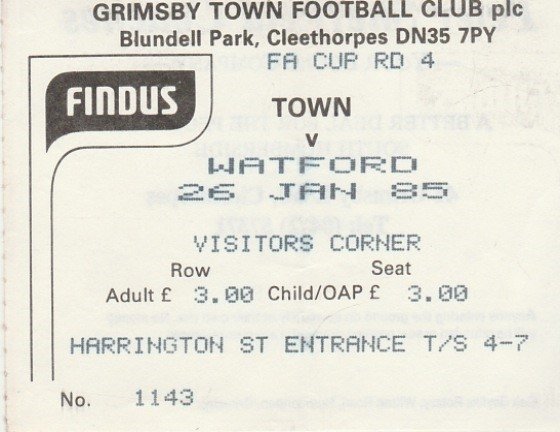 GRIMSBY TOWN FOOTBALL CLUB plc
Blundell Park, Cleethorpes DN35 7PY
FA CUP RD 4
FINDUS
TOWN
v
WATFORD
26 JAN 85
VISITORS CORNER
Row Seat
Adult £ 3.00 Child/OAP £ 3.00
HARRINGTON ST ENTRANCE T/S 4-7
No. 1143